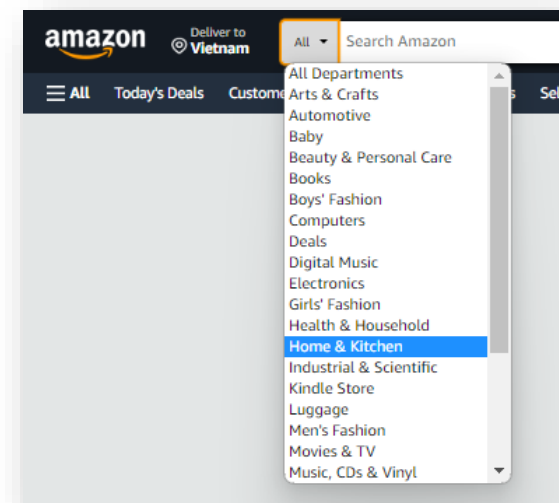 amazon
Deliver to
Vietnam
All
Search Amazon
All
Today's Deals
Custome
s
Sel
All Departments
Arts & Crafts
Automotive
Baby
Beauty & Personal Care
Books
Boys' Fashion
Computers
Deals
Digital Music
Electronics
Girls' Fashion
Health & Household
Home & Kitchen
Industrial & Scientific
Kindle Store
Luggage
Men's Fashion
Movies & TV
Music, CDs & Vinyl